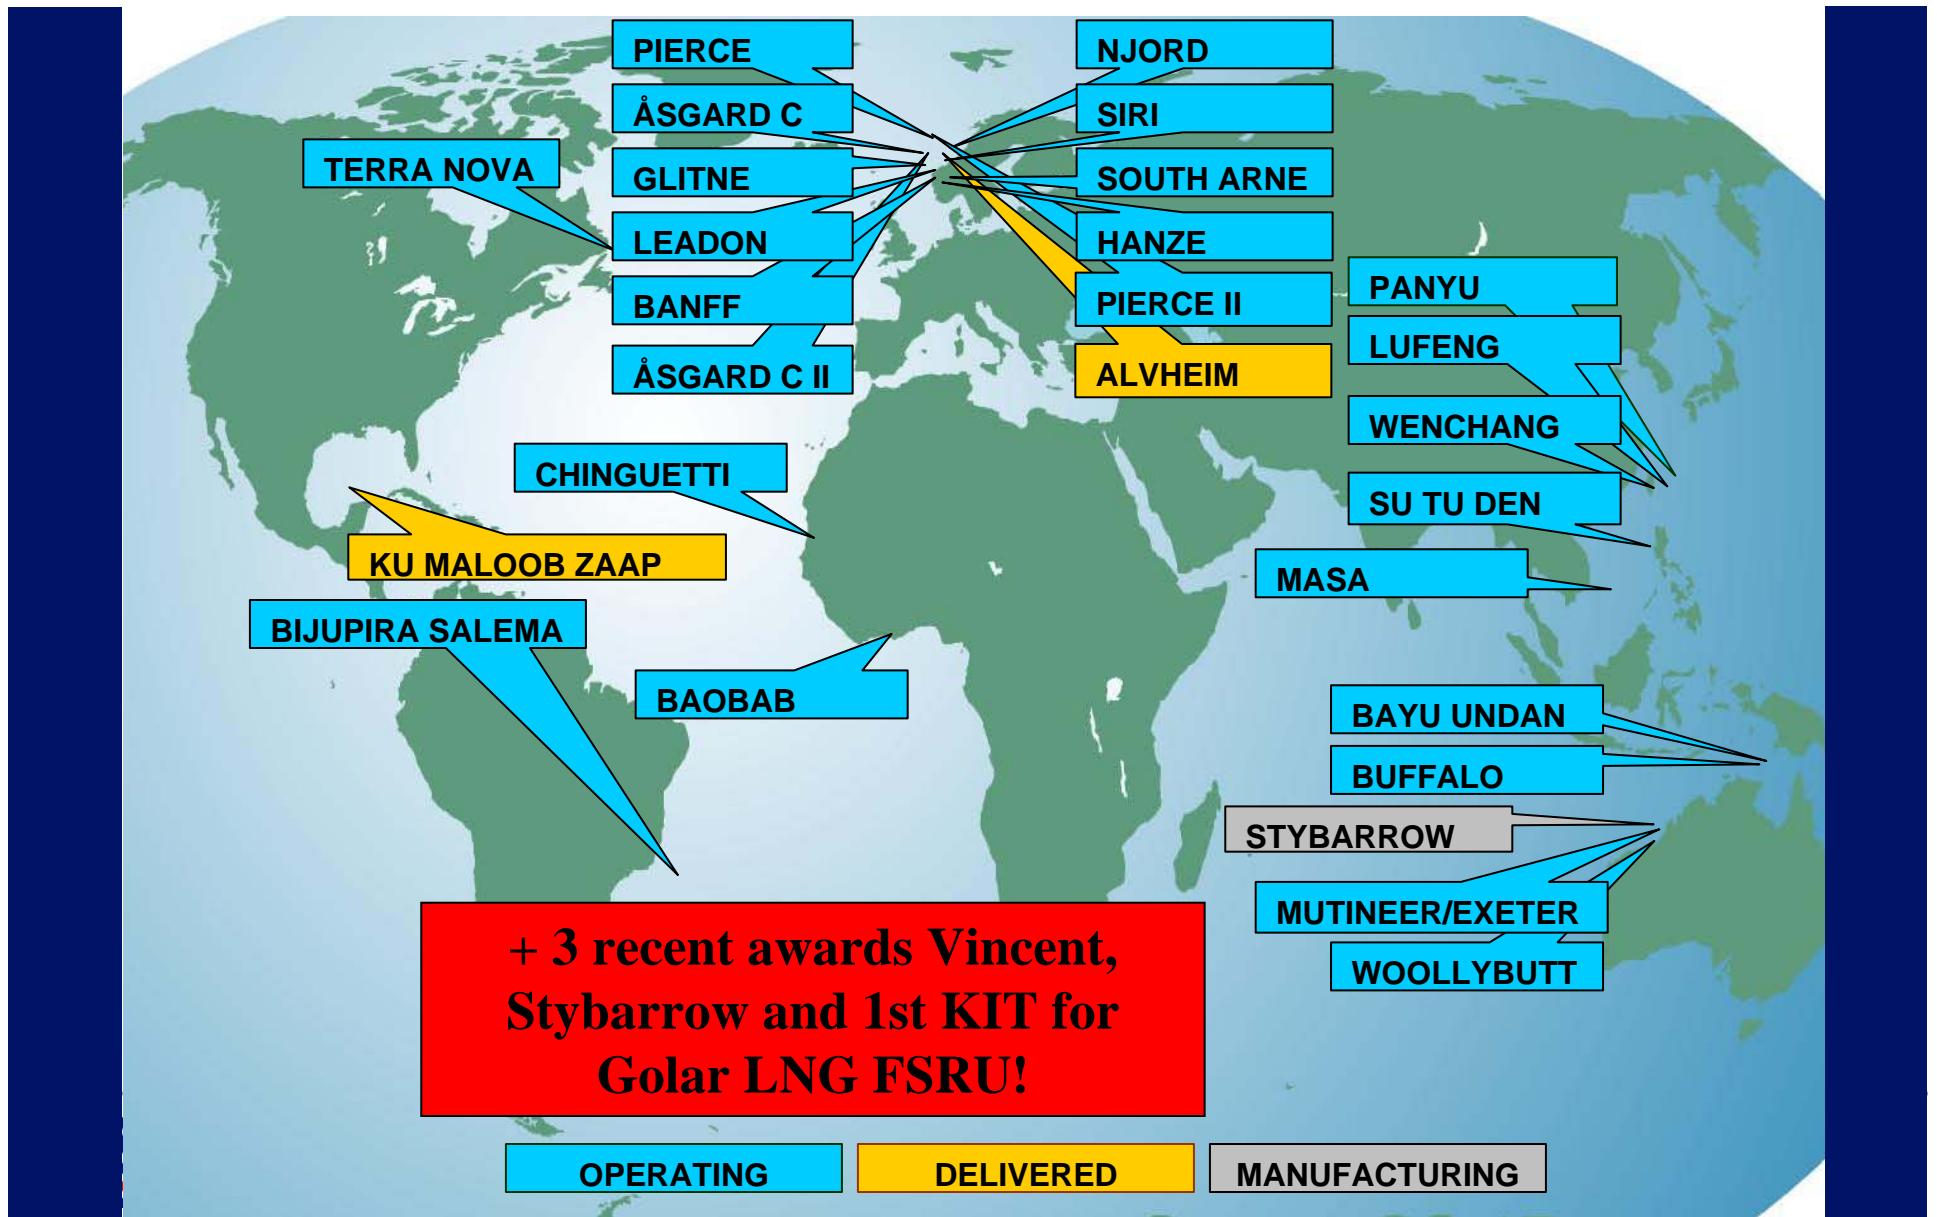 PIERCE
NJORD
ÅSGARD C
SIRI
TERRA NOVA
GLITNE
SOUTH ARNE
LEADON
HANZE
BANFF
PIERCE II
PANYU
LUFENG
ÅSGARD C II
ALVHEIM
WENCHANG
CHINGUETTI
SU TU DEN
KU MALOOB ZAAP
MASA
BIJUPIRA SALEMA
BAOBAB
BAYU UNDAN
BUFFALO
STYBARROW
MUTINEER/EXETER
WOOLLYBUTT
+ 3 recent awards Vincent,
Stybarrow and 1st KIT for
Golar LNG FSRU!
OPERATING
DELIVERED
MANUFACTURING